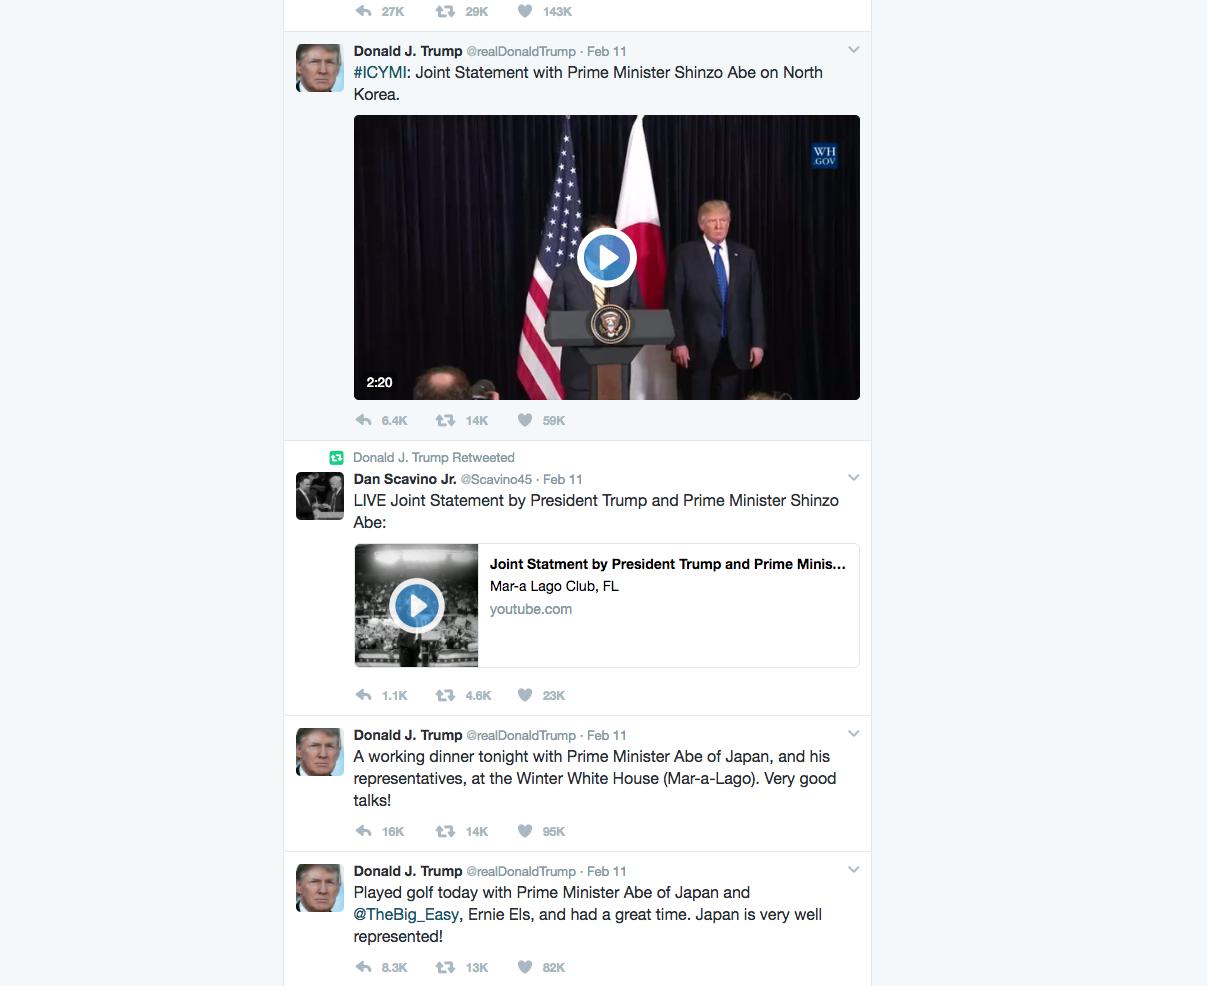 27K 29K 143K
Donald J. Trump @realDonaldTrump · Feb 11
#ICYMI: Joint Statement with Prime Minister Shinzo Abe on North
Korea.
WH
.GOV
2:20
6.4K 14K 59K
Donald J. Trump Retweeted
Dan Scavino Jr. @Scavino45 · Feb 11
LIVE Joint Statement by President Trump and Prime Minister Shinzo
Abe:
Joint Statment by President Trump and Prime Minis...
Mar-a Lago Club, FL
youtube.com
1.1K 4.6K 23K
Donald J. Trump @realDonaldTrump · Feb 11
A working dinner tonight with Prime Minister Abe of Japan, and his
representatives, at the Winter White House (Mar-a-Lago). Very good
talks!
16K 14K 95K
Donald J. Trump @realDonaldTrump · Feb 11
Played golf today with Prime Minister Abe of Japan and
@TheBig_Easy, Ernie Els, and had a great time. Japan is very well
represented!
8.3K 13K 82K